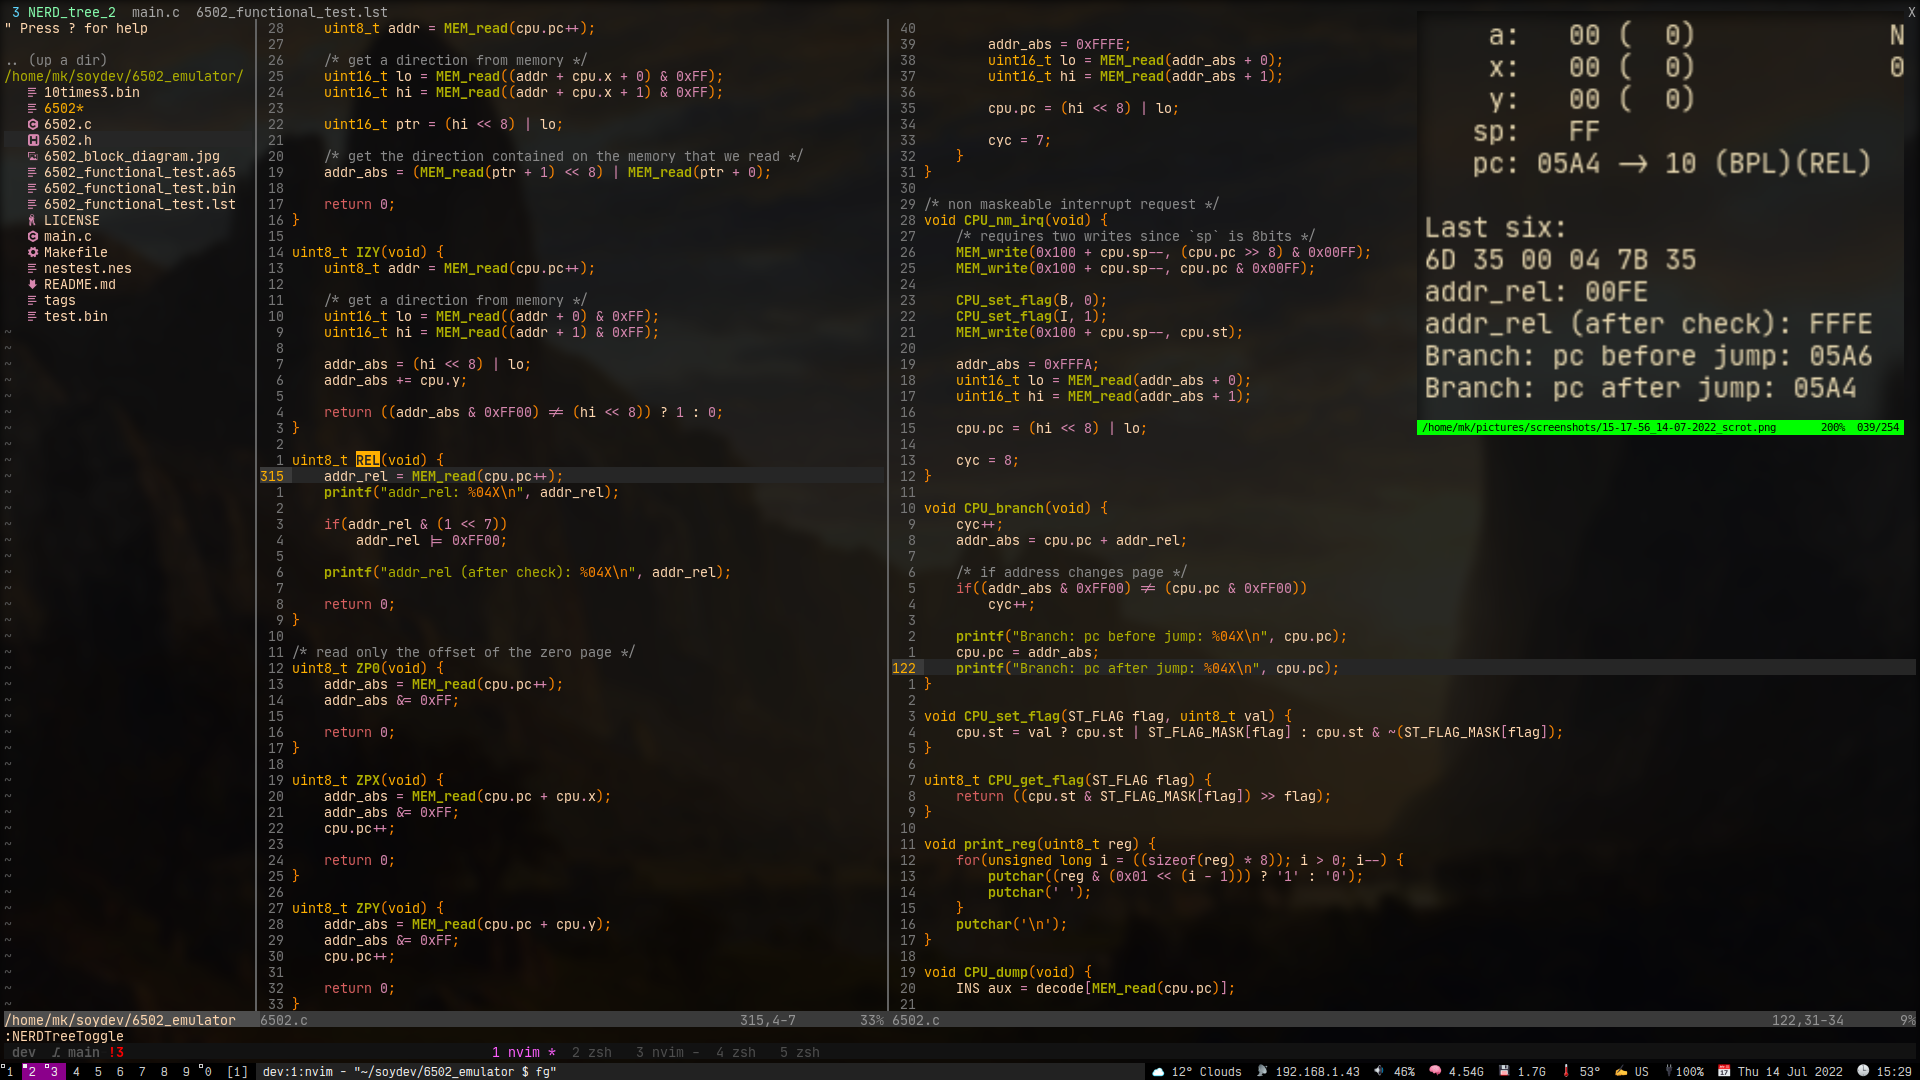 3 NERD_tree_2  main.c  6502_functional_test.lst X
" Press ? for help
.. (up a dir)
/home/mk/soydev/6502_emulator/
10times3.bin
6502*
6502.c
6502.h
6502_block_diagram.jpg
6502_functional_test.a65
6502_functional_test.bin
6502_functional_test.lst
LICENSE
main.c
Makefile
nestest.nes
README.md
tags
test.bin
28 uint8_t addr = MEM_read(cpu.pc++);
27
26 /* get a direction from memory */
25 uint16_t lo = MEM_read((addr + cpu.x + 0) & 0xFF);
24 uint16_t hi = MEM_read((addr + cpu.x + 1) & 0xFF);
23
22 uint16_t ptr = (hi << 8) | lo;
21
20 /* get the direction contained on the memory that we read */
19 addr_abs = (MEM_read(ptr + 1) << 8) | MEM_read(ptr + 0);
18
17 return 0;
16 }
15
14 uint8_t IZY(void) {
13 uint8_t addr = MEM_read(cpu.pc++);
12
11 /* get a direction from memory */
10 uint16_t lo = MEM_read((addr + 0) & 0xFF);
9 uint16_t hi = MEM_read((addr + 1) & 0xFF);
8
7 addr_abs = (hi << 8) | lo;
6 addr_abs += cpu.y;
5
4 return ((addr_abs & 0xFF00) != (hi << 8)) ? 1 : 0;
3 }
2
1 uint8_t REL(void) {
315 addr_rel = MEM_read(cpu.pc++);
1 printf("addr_rel: %04X\n", addr_rel);
2
3 if(addr_rel & (1 << 7))
4 addr_rel |= 0xFF00;
5
6 printf("addr_rel (after check): %04X\n", addr_rel);
7
8 return 0;
9 }
10
11 /* read only the offset of the zero page */
12 uint8_t ZP0(void) {
13 addr_abs = MEM_read(cpu.pc++);
14 addr_abs &= 0xFF;
15
16 return 0;
17 }
18
19 uint8_t ZPX(void) {
20 addr_abs = MEM_read(cpu.pc + cpu.x);
21 addr_abs &= 0xFF;
22 cpu.pc++;
23
24 return 0;
25 }
26
27 uint8_t ZPY(void) {
28 addr_abs = MEM_read(cpu.pc + cpu.y);
29 addr_abs &= 0xFF;
30 cpu.pc++;
31
32 return 0;
33 }
40
39 addr_abs = 0xFFFE;
38 uint16_t lo = MEM_read(addr_abs + 0);
37 uint16_t hi = MEM_read(addr_abs + 1);
36
35 cpu.pc = (hi << 8) | lo;
34
33 cyc = 7;
32 }
31 }
30
29 /* non maskeable interrupt request */
28 void CPU_nm_irq(void) {
27 /* requires two writes since `sp` is 8bits */
26 MEM_write(0x100 + cpu.sp--, (cpu.pc >> 8) & 0x00FF);
25 MEM_write(0x100 + cpu.sp--, cpu.pc & 0x00FF);
24
23 CPU_set_flag(B, 0);
22 CPU_set_flag(I, 1);
21 MEM_write(0x100 + cpu.sp--, cpu.st);
20
19 addr_abs = 0xFFFA;
18 uint16_t lo = MEM_read(addr_abs + 0);
17 uint16_t hi = MEM_read(addr_abs + 1);
16
15 cpu.pc = (hi << 8) | lo;
14
13 cyc = 8;
12 }
11
10 void CPU_branch(void) {
9 cyc++;
8 addr_abs = cpu.pc + addr_rel;
7
6 /* if address changes page */
5 if((addr_abs & 0xFF00) != (cpu.pc & 0xFF00))
4 cyc++;
3
2 printf("Branch: pc before jump: %04X\n", cpu.pc);
1 cpu.pc = addr_abs;
122 printf("Branch: pc after jump: %04X\n", cpu.pc);
1 }
2
3 void CPU_set_flag(ST_FLAG flag, uint8_t val) {
4 cpu.st = val ? cpu.st | ST_FLAG_MASK[flag] : cpu.st & ~(ST_FLAG_MASK[flag]);
5 }
6
7 uint8_t CPU_get_flag(ST_FLAG flag) {
8 return ((cpu.st & ST_FLAG_MASK[flag]) >> flag);
9 }
10
11 void print_reg(uint8_t reg) {
12 for(unsigned long i = ((sizeof(reg) * 8)); i > 0; i--) {
13 putchar((reg & (0x01 << (i - 1))) ? '1' : '0');
14 putchar(' ');
15 }
16 putchar('\n');
17 }
18
19 void CPU_dump(void) {
20 INS aux = decode[MEM_read(cpu.pc)];
21
a: 00 ( 0) N
x: 00 ( 0) 0
y: 00 ( 0)
sp: FF
pc: 05A4 -> 10 (BPL)(REL)
Last six:
6D 35 00 04 7B 35
addr_rel: 00FE
addr_rel (after check): FFFE
Branch: pc before jump: 05A6
Branch: pc after jump: 05A4
/home/mk/pictures/screenshots/15-17-56_14-07-2022_scrot.png 200% 039/254
/home/mk/soydev/6502_emulator 6502.c 315,4-7 33% 6502.c 122,31-34 9%
:NERDTreeToggle
dev main !3 1 nvim * 2 zsh 3 nvim - 4 zsh 5 zsh
1 2 3 4 5 6 7 8 9 0 [1] dev:1:nvim - "~/soydev/6502_emulator $ fg" 12° Clouds 192.168.1.43 46% 4.54G 1.7G 53° US 100% Thu 14 Jul 2022 15:29